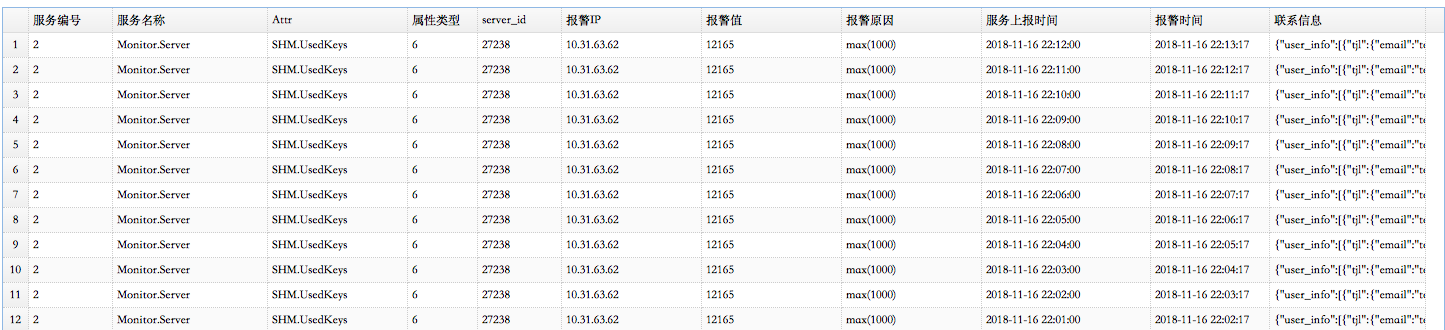 服务编号 服务名称 Attr 属性类型 server_id 报警IP 报警值 报警原因 服务上报时间 报警时间 联系信息
1 2 Monitor.Server SHM.UsedKeys 6 27238 10.31.63.62 12165 max(1000) 2018-11-16 22:12:00 2018-11-16 22:13:17 {"user_info":[{"tjl":{"email":"te
2 2 Monitor.Server SHM.UsedKeys 6 27238 10.31.63.62 12165 max(1000) 2018-11-16 22:11:00 2018-11-16 22:12:17 {"user_info":[{"tjl":{"email":"te
3 2 Monitor.Server SHM.UsedKeys 6 27238 10.31.63.62 12165 max(1000) 2018-11-16 22:10:00 2018-11-16 22:11:17 {"user_info":[{"tjl":{"email":"te
4 2 Monitor.Server SHM.UsedKeys 6 27238 10.31.63.62 12165 max(1000) 2018-11-16 22:09:00 2018-11-16 22:10:17 {"user_info":[{"tjl":{"email":"te
5 2 Monitor.Server SHM.UsedKeys 6 27238 10.31.63.62 12165 max(1000) 2018-11-16 22:08:00 2018-11-16 22:09:17 {"user_info":[{"tjl":{"email":"te
6 2 Monitor.Server SHM.UsedKeys 6 27238 10.31.63.62 12165 max(1000) 2018-11-16 22:07:00 2018-11-16 22:08:17 {"user_info":[{"tjl":{"email":"te
7 2 Monitor.Server SHM.UsedKeys 6 27238 10.31.63.62 12165 max(1000) 2018-11-16 22:06:00 2018-11-16 22:07:17 {"user_info":[{"tjl":{"email":"te
8 2 Monitor.Server SHM.UsedKeys 6 27238 10.31.63.62 12165 max(1000) 2018-11-16 22:05:00 2018-11-16 22:06:17 {"user_info":[{"tjl":{"email":"te
9 2 Monitor.Server SHM.UsedKeys 6 27238 10.31.63.62 12165 max(1000) 2018-11-16 22:04:00 2018-11-16 22:05:17 {"user_info":[{"tjl":{"email":"te
10 2 Monitor.Server SHM.UsedKeys 6 27238 10.31.63.62 12165 max(1000) 2018-11-16 22:03:00 2018-11-16 22:04:17 {"user_info":[{"tjl":{"email":"te
11 2 Monitor.Server SHM.UsedKeys 6 27238 10.31.63.62 12165 max(1000) 2018-11-16 22:02:00 2018-11-16 22:03:17 {"user_info":[{"tjl":{"email":"te
12 2 Monitor.Server SHM.UsedKeys 6 27238 10.31.63.62 12165 max(1000) 2018-11-16 22:01:00 2018-11-16 22:02:17 {"user_info":[{"tjl":{"email":"te